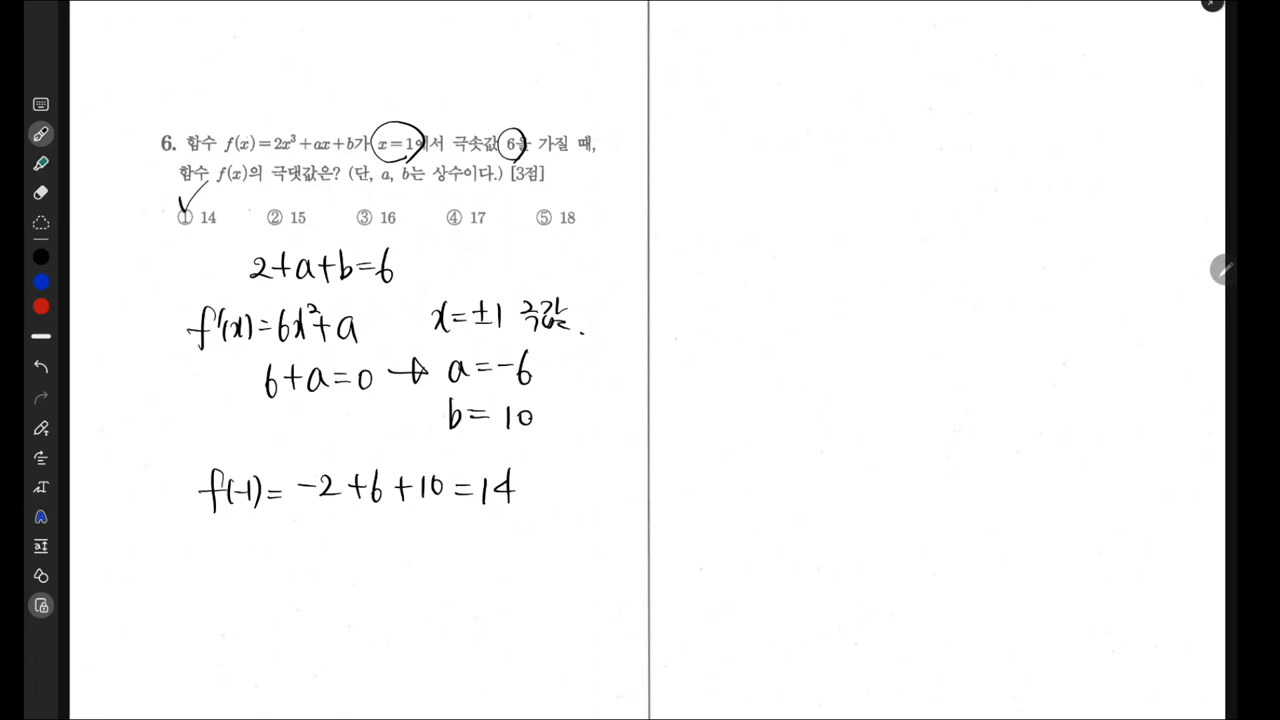 6. 함수 f(x)=2x³+ax+b가 x=1에서 극솟값 6을 가질 때,
함수 f(x)의 극댓값은? (단, a, b는 상수이다.) [3점]
① 14 ② 15 ③ 16 ④ 17 ⑤ 18
2+a+b=6
f'(x)=6x²+a x=±1 극값.
6+a=0 → a=-6
b=10
f(-1)= -2+6+10=14